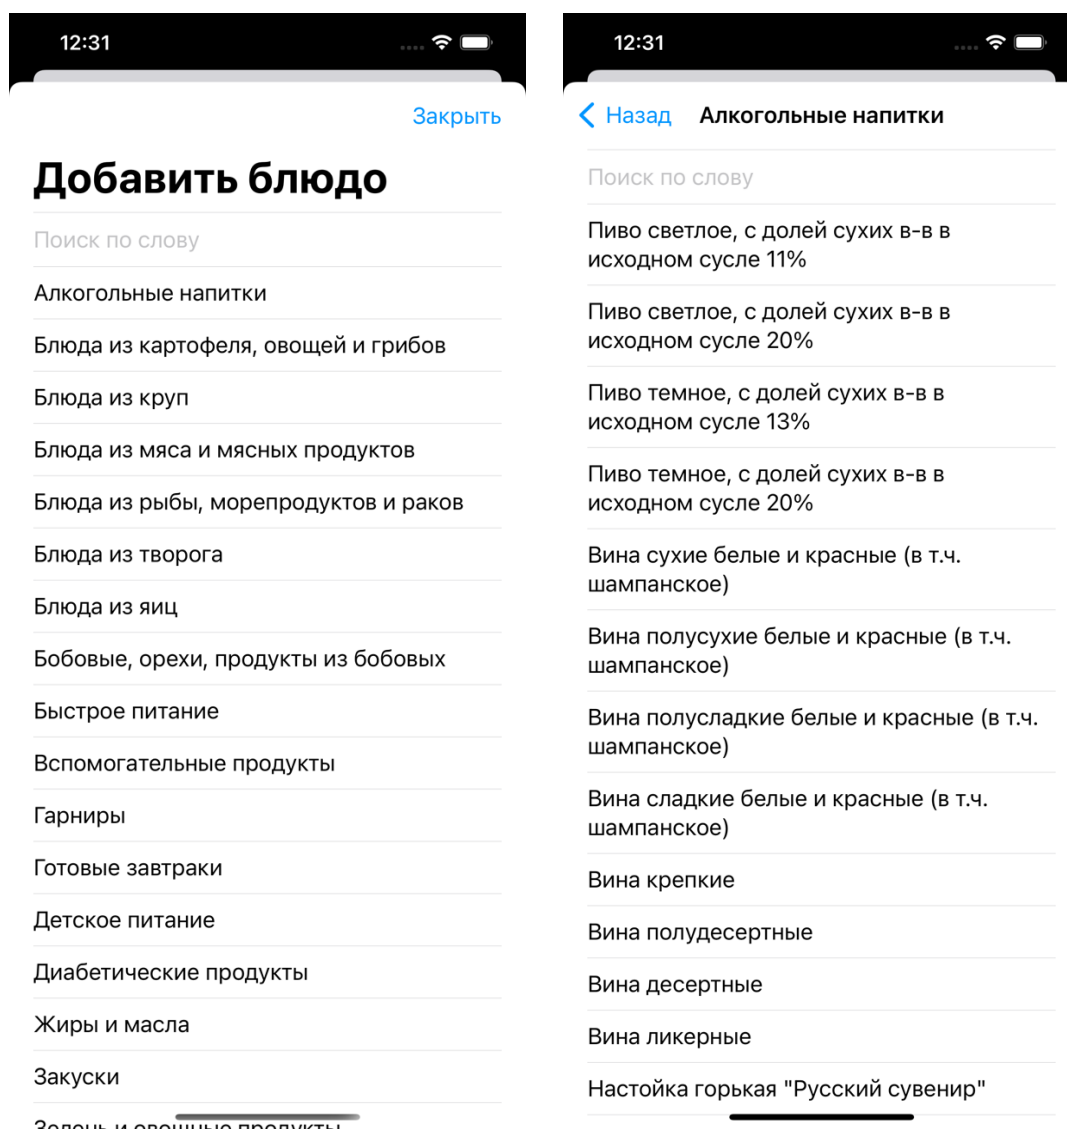 12:31
Закрыть
Добавить блюдо
Поиск по слову
Алкогольные напитки
Блюда из картофеля, овощей и грибов
Блюда из круп
Блюда из мяса и мясных продуктов
Блюда из рыбы, морепродуктов и раков
Блюда из творога
Блюда из яиц
Бобовые, орехи, продукты из бобовых
Быстрое питание
Вспомогательные продукты
Гарниры
Готовые завтраки
Детское питание
Диабетические продукты
Жиры и масла
Закуски
Зелень и овощные продукты
12:31
Назад Алкогольные напитки
Поиск по слову
Пиво светлое, с долей сухих в-в в
исходном сусле 11%
Пиво светлое, с долей сухих в-в в
исходном сусле 20%
Пиво темное, с долей сухих в-в в
исходном сусле 13%
Пиво темное, с долей сухих в-в в
исходном сусле 20%
Вина сухие белые и красные (в т.ч.
шампанское)
Вина полусухие белые и красные (в т.ч.
шампанское)
Вина полусладкие белые и красные (в т.ч.
шампанское)
Вина сладкие белые и красные (в т.ч.
шампанское)
Вина крепкие
Вина полудесертные
Вина десертные
Вина ликерные
Настойка горькая "Русский сувенир"